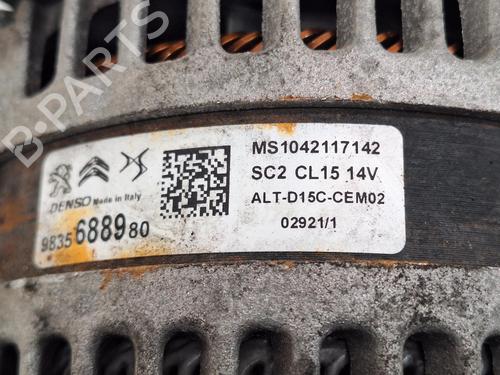 MS1042117142
SC2 CL15 14V
ALT-D15C-CEM02
02921/1
DENSO Made in Italy
9835688980
B-PARTS